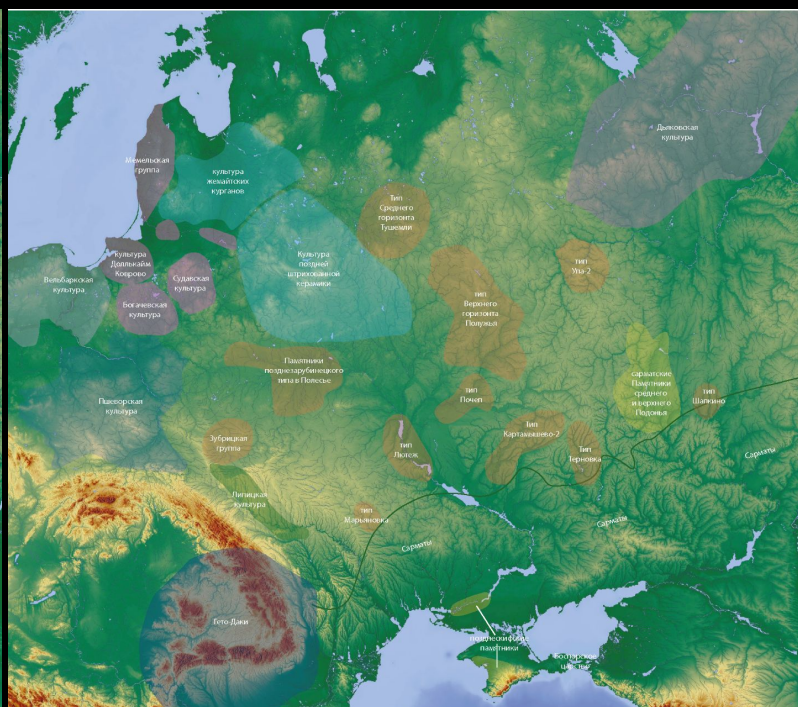 Дьяковская
культура
Мемельская
группа
культура
жемайтских
курганов
Тип
Среднего
горизонта
Тушемли
культура
Доллькайм
Коврово
Вельбаркская
культура
Судавская
культура
Богачевская
культура
Культура
поздней
штрихованной
керамики
тип
Упа-2
тип
Верхнего
горизонта
Полужья
Памятники
позднезарубинецкого
типа в Полесье
Пшеворская
культура
сарматские
Памятники
среднего
и верхнего
Подонья
тип
Почеп
тип
Шапкино
Зубрицкая
группа
тип
Лютеж
Тип
Картамышево-2
Тип
Терновка
Сарматы
Липицкая
культура
тип
Марьяновка
Сарматы
Сарматы
Гето-Даки
позднескифские
памятники
Боспорское
царство